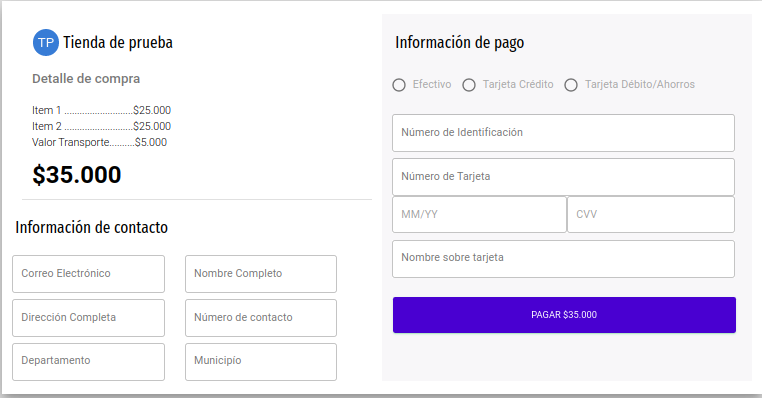 TP Tienda de prueba
Detalle de compra
Item 1 ...........................$25.000
Item 2 ...........................$25.000
Valor Transporte..........$5.000
$35.000
Información de contacto
Correo Electrónico
Nombre Completo
Dirección Completa
Número de contacto
Departamento
Municipío
Información de pago
Efectivo
Tarjeta Crédito
Tarjeta Débito/Ahorros
Número de Identificación
Número de Tarjeta
MM/YY
CVV
Nombre sobre tarjeta
PAGAR $35.000